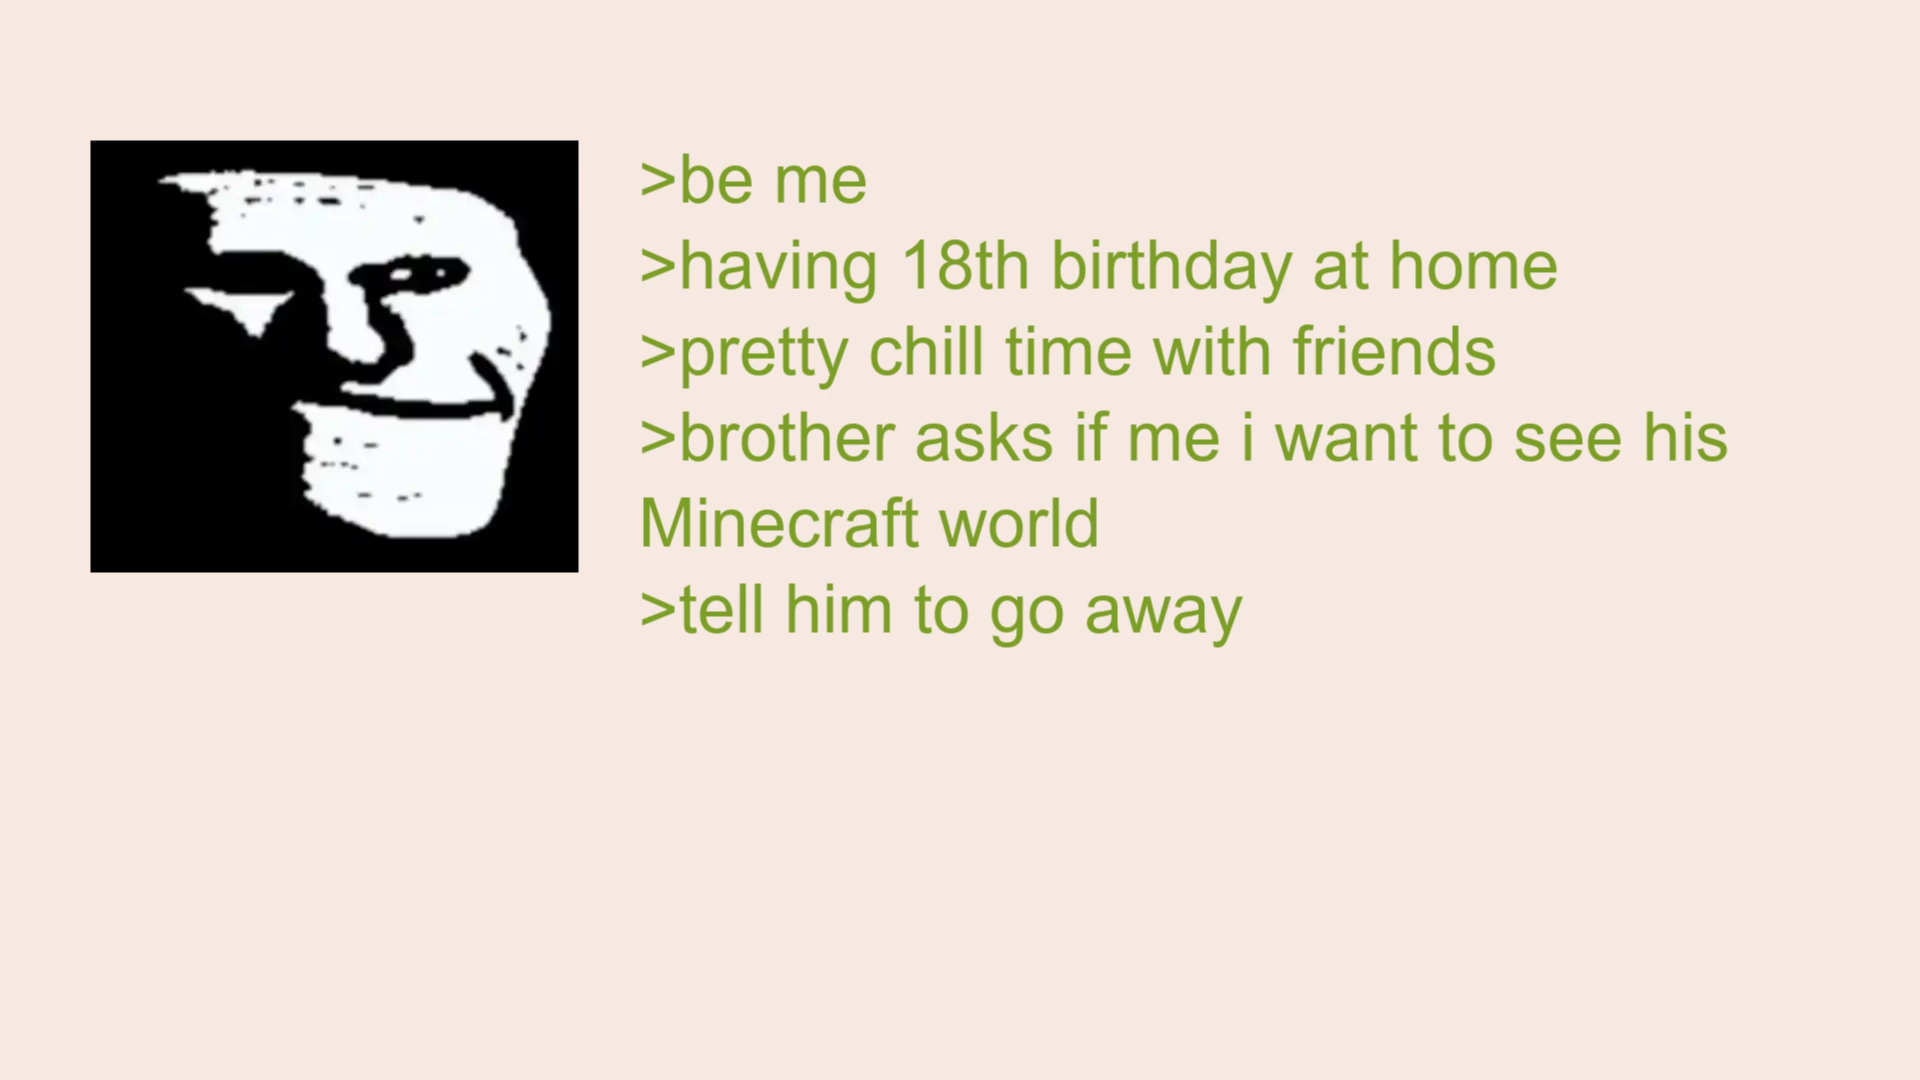 >be me
>having 18th birthday at home
>pretty chill time with friends
>brother asks if me i want to see his
Minecraft world
>tell him to go away